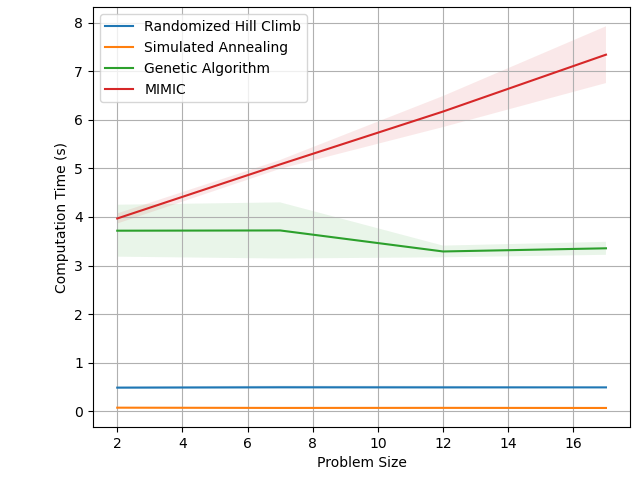 Randomized Hill Climb
Simulated Annealing
Genetic Algorithm
MIMIC
8
7
6
5
4
3
2
1
0
Computation Time (s)
2 4 6 8 10 12 14 16
Problem Size